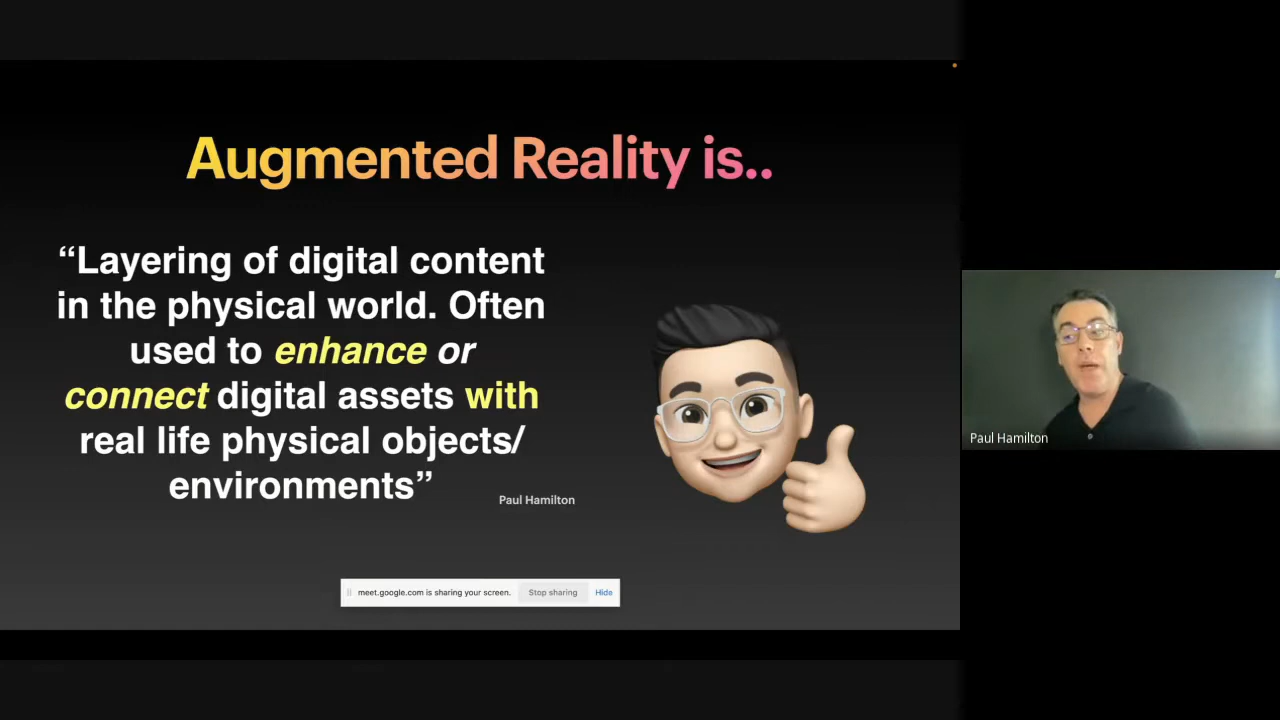 Augmented Reality is..
“Layering of digital content
in the physical world. Often
used to enhance or
connect digital assets with
real life physical objects/
environments”
Paul Hamilton
meet.google.com is sharing your screen. Stop sharing Hide
Paul Hamilton